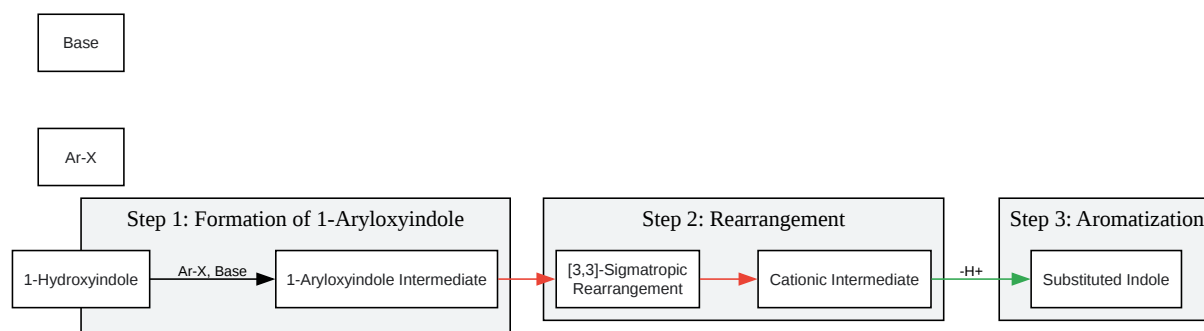 Base
Ar-X
Step 1: Formation of 1-Aryloxyindole
Step 2: Rearrangement
Step 3: Aromatization
1-Hydroxyindole
Ar-X, Base
1-Aryloxyindole Intermediate
[3,3]-Sigmatropic
Rearrangement
Cationic Intermediate
-H+
Substituted Indole